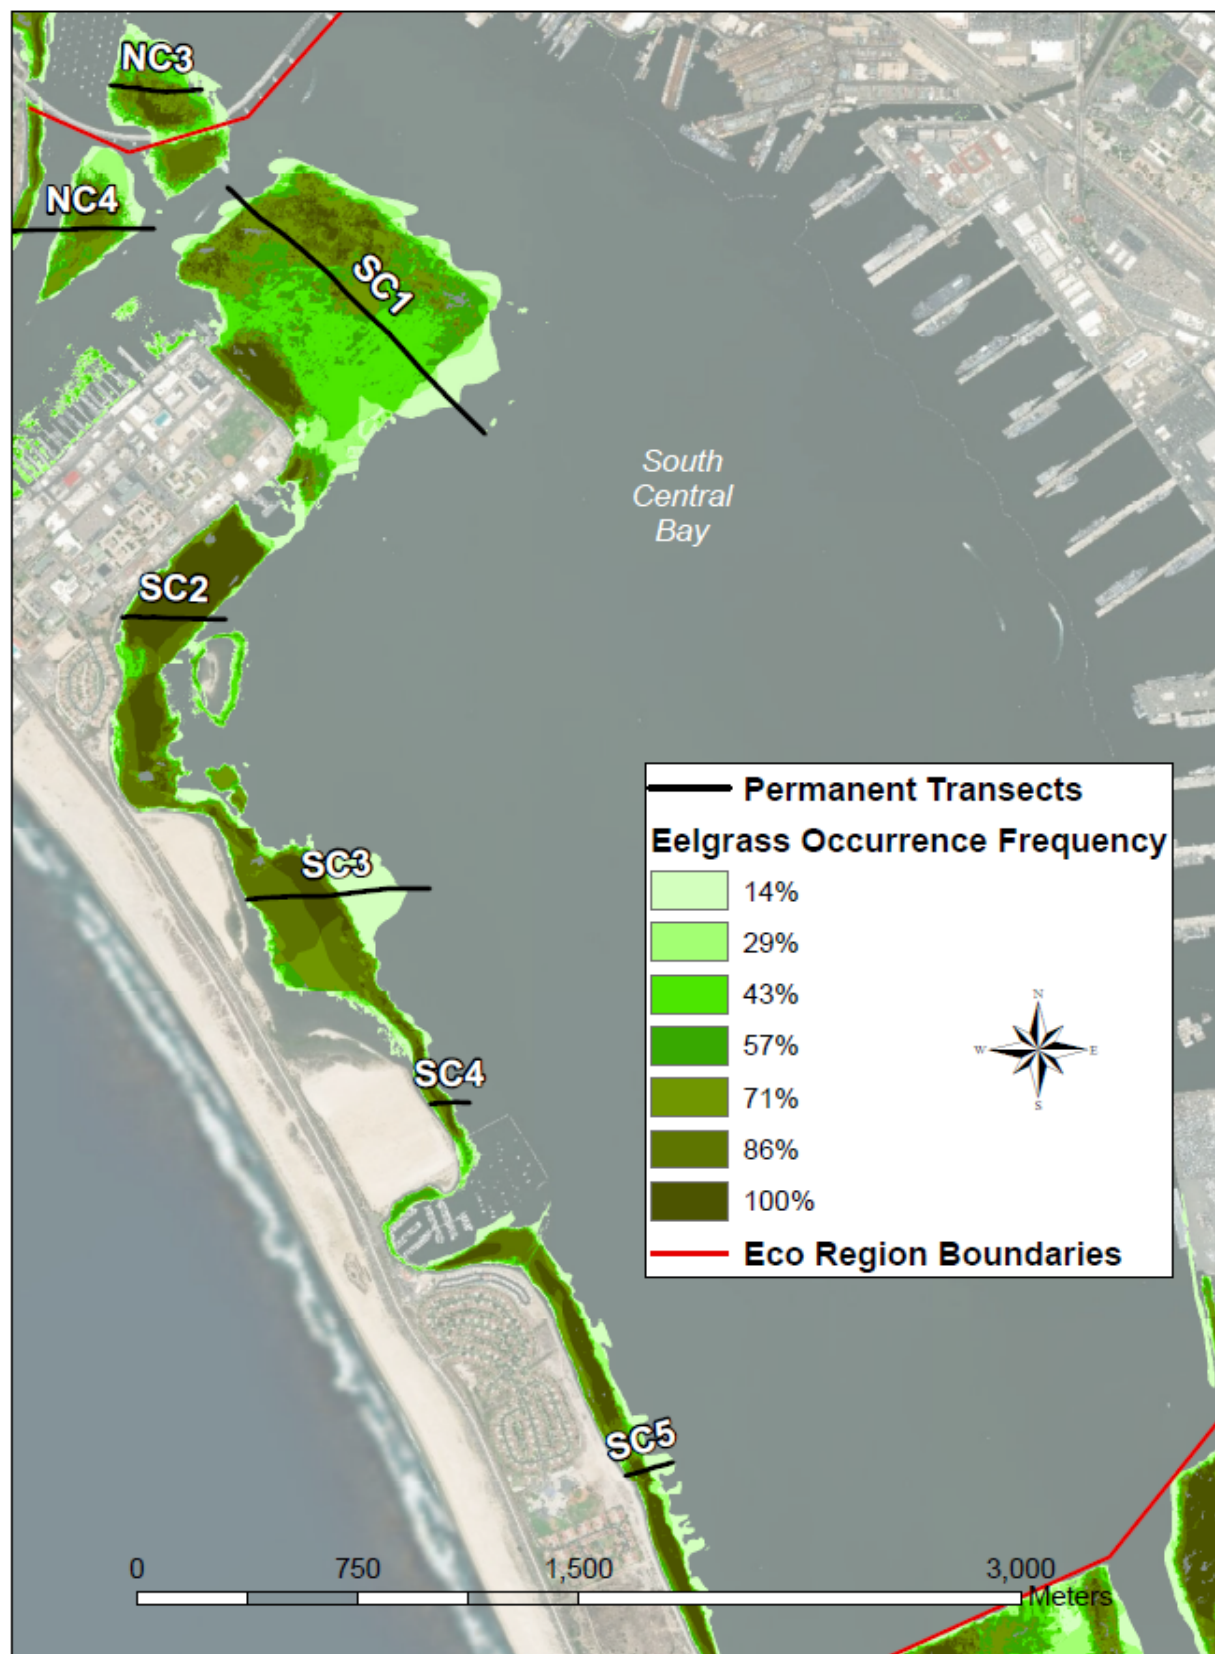 NC3
NC4
SC1
South
Central
Bay
SC2
Permanent Transects
Eelgrass Occurrence Frequency
14%
29%
43%
57%
71%
86%
100%
Eco Region Boundaries
N
W
E
S
SC3
SC4
SC5
0
750
1,500
3,000
Meters